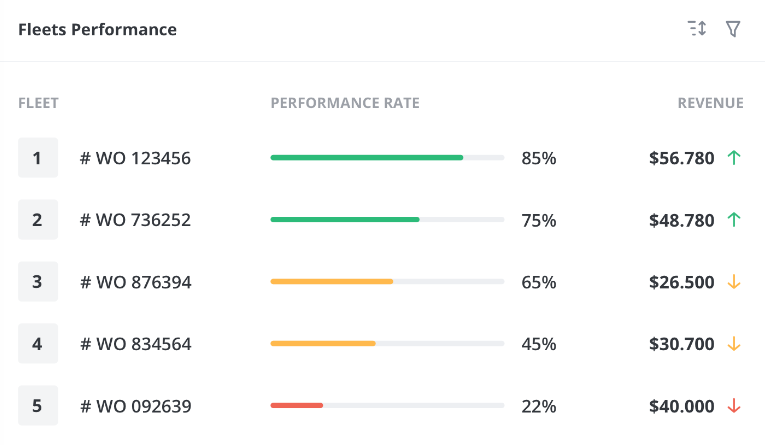 Fleets Performance
FLEET PERFORMANCE RATE REVENUE
1 # WO 123456 85% $56.780
2 # WO 736252 75% $48.780
3 # WO 876394 65% $26.500
4 # WO 834564 45% $30.700
5 # WO 092639 22% $40.000